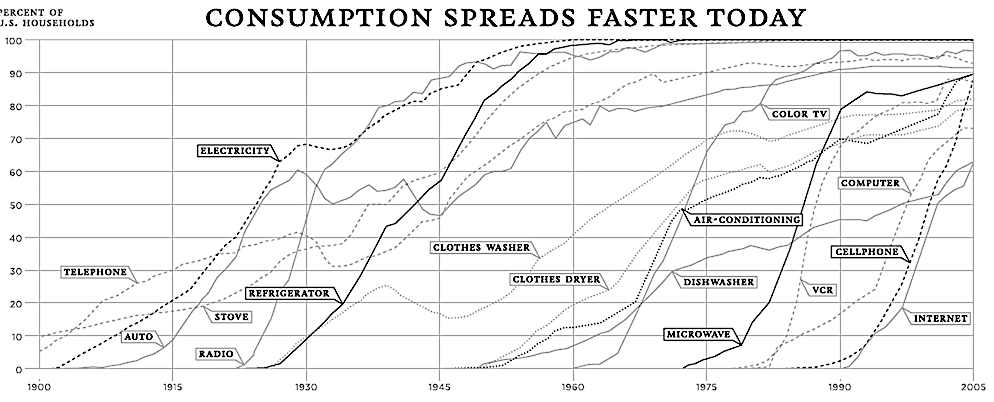 PERCENT OF
U.S. HOUSEHOLDS
CONSUMPTION SPREADS FASTER TODAY
100
90
80
70
60
50
40
30
20
10
0
ELECTRICITY
TELEPHONE
AUTO
STOVE
RADIO
REFRIGERATOR
CLOTHES WASHER
CLOTHES DRYER
COLOR TV
AIR-CONDITIONING
DISHWASHER
MICROWAVE
COMPUTER
CELLPHONE
VCR
INTERNET
1900
1915
1930
1945
1960
1975
1990
2005